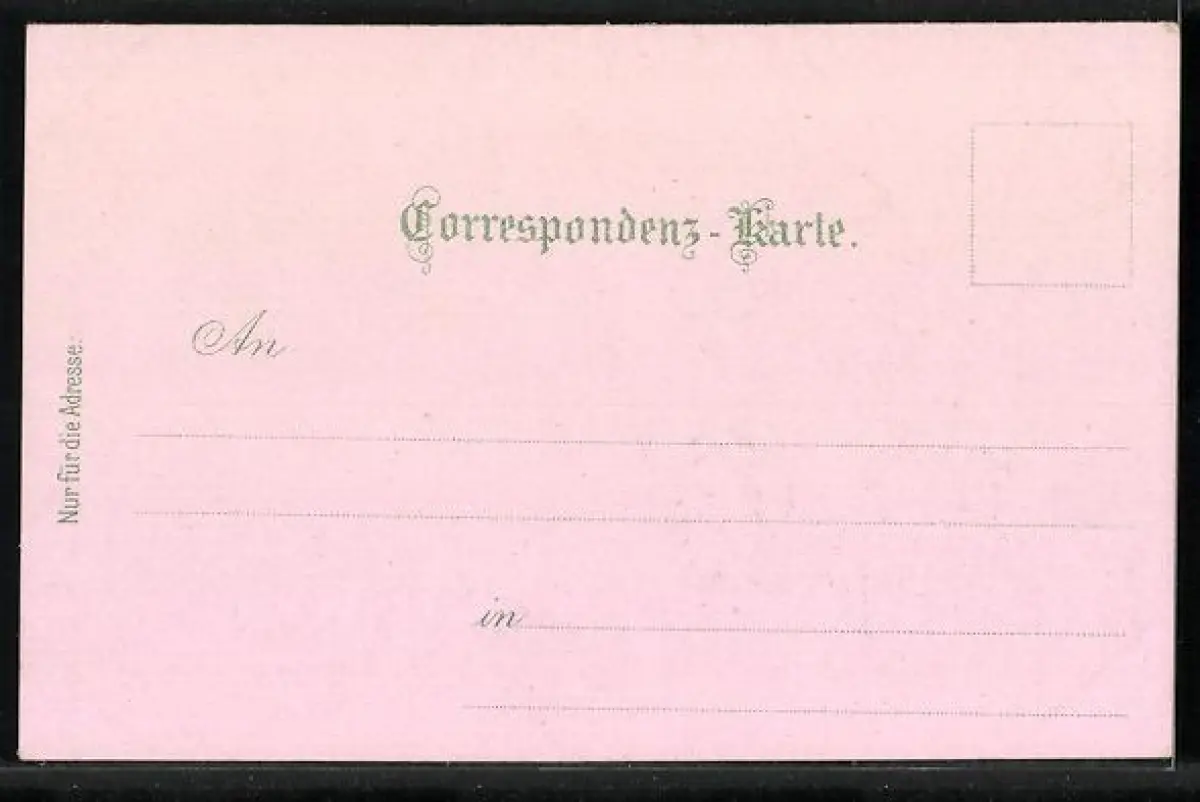 Correspondenz-Karte.
An
Nur für die Adresse:
in